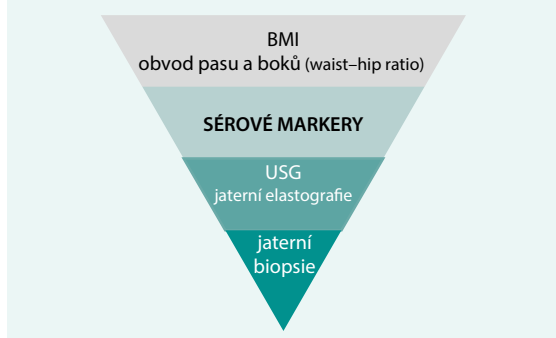 BMI
obvod pasu a boků (waist–hip ratio)
SÉROVÉ MARKERY
USG
jaterní elastografie
jaterní
biopsie